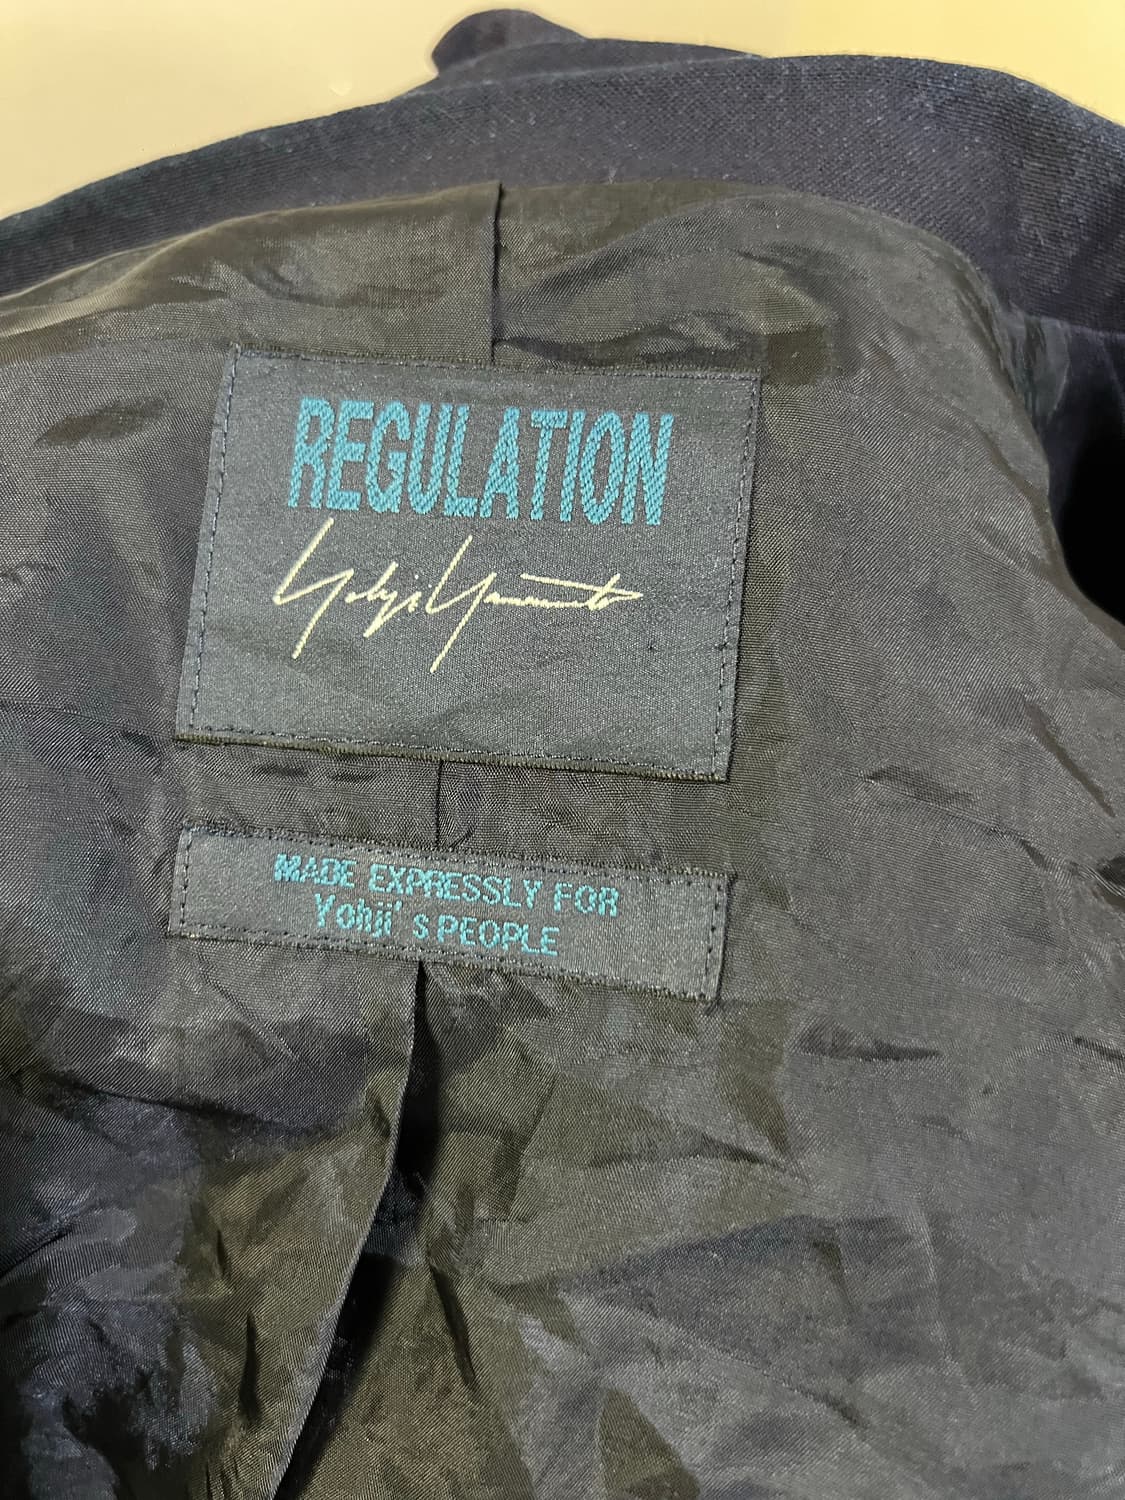 REGULATION
Yohji Yamamoto
MADE EXPRESSLY FOR
Yohji's PEOPLE